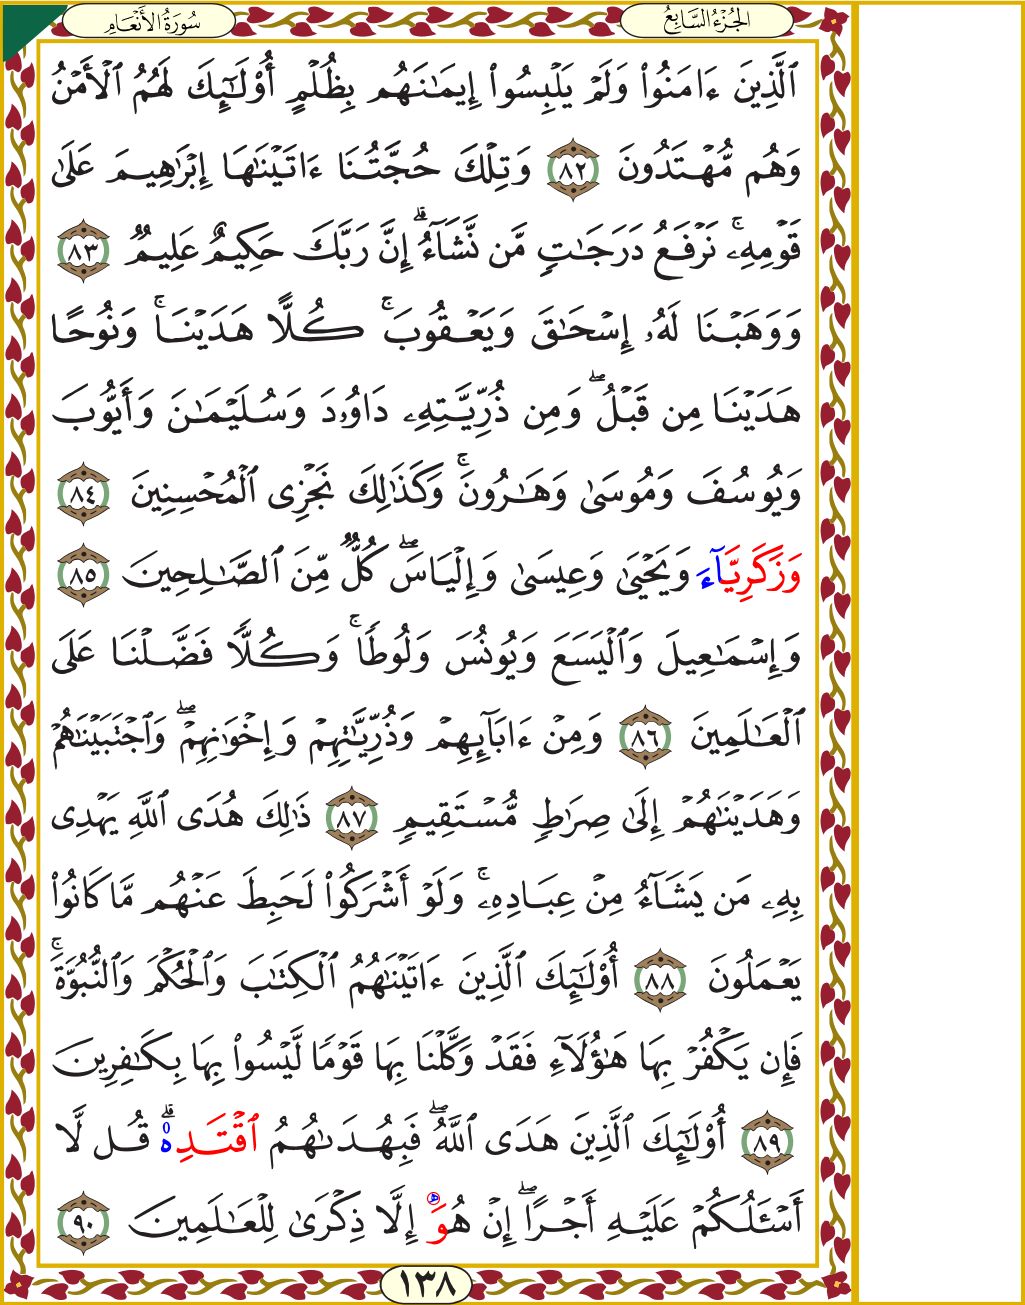 الجُزْءُ السَّابِعُ
سُورَةُ الأَنْعَامِ
ٱلَّذِينَ ءَامَنُوا۟ وَلَمْ يَلْبِسُوٓا۟ إِيمَـٰنَهُم بِظُلْمٍ أُو۟لَـٰٓئِكَ لَهُمُ ٱلْأَمْنُ
وَهُم مُّهْتَدُونَ ٨٢ وَتِلْكَ حُجَّتُنَآ ءَاتَيْنَـٰهَآ إِبْرَٰهِيمَ عَلَىٰ
قَوْمِهِۦ ۚ نَرْفَعُ دَرَجَـٰتِ مَّن نَّشَآءُ ۗ إِنَّ رَبَّكَ حَكِيمٌ عَلِيمٌ ٨٣
وَوَهَبْنَا لَهُۥٓ إِسْحَـٰقَ وَيَعْقُوبَ ۚ كُلًّا هَدَيْنَا ۚ وَنُوحًا
هَدَيْنَا مِن قَبْلُ ۖ وَمِن ذُرِّيَّتِهِۦ دَاوُۥدَ وَسُلَيْمَـٰنَ وَأَيُّوبَ
وَيُوسُفَ وَمُوسَىٰ وَهَـٰرُونَ ۚ وَكَذَٰلِكَ نَجْزِى ٱلْمُحْسِنِينَ ٨٤
وَزَكَرِيَّآءَ وَيَحْيَىٰ وَعِيسَىٰ وَإِلْيَاسَ ۖ كُلٌّ مِّنَ ٱلصَّـٰلِحِينَ ٨٥
وَإِسْمَـٰعِيلَ وَٱلْيَسَعَ وَيُونُسَ وَلُوطًا ۚ وَكُلًّا فَضَّلْنَا عَلَى
ٱلْعَـٰلَمِينَ ٨٦ وَمِنْ ءَابَآئِهِمْ وَذُرِّيَّـٰتِهِمْ وَإِخْوَٰنِهِمْ ۖ وَٱجْتَبَيْنَـٰهُمْ
وَهَدَيْنَـٰهُمْ إِلَىٰ صِرَٰطٍ مُّسْتَقِيمٍ ٨٧ ذَٰلِكَ هُدَى ٱللَّهِ يَهْدِى
بِهِۦ مَن يَشَآءُ مِنْ عِبَادِهِۦ ۚ وَلَوْ أَشْرَكُوا۟ لَحَبِطَ عَنْهُم مَّا كَانُوا۟
يَعْمَلُونَ ٨٨ أُو۟لَـٰٓئِكَ ٱلَّذِينَ ءَاتَيْنَـٰهُمُ ٱلْكِتَـٰبَ وَٱلْحُكْمَ وَٱلنُّبُوَّةَ ۚ
فَإِن يَكْفُرْ بِهَا هَـٰٓؤُلَآءِ فَقَدْ وَكَّلْنَا بِهَا قَوْمًا لَّيْسُوا۟ بِهَا بِكَـٰفِرِينَ
٨٩ أُو۟لَـٰٓئِكَ ٱلَّذِينَ هَدَى ٱللَّهُ ۖ فَبِهُدَىٰهُمُ ٱقْتَدِهْ ۗ قُل لَّآ
أَسْـَٔلُكُمْ عَلَيْهِ أَجْرًا ۖ إِنْ هُوَ إِلَّا ذِكْرَىٰ لِلْعَـٰلَمِينَ ٩٠
١٣٨